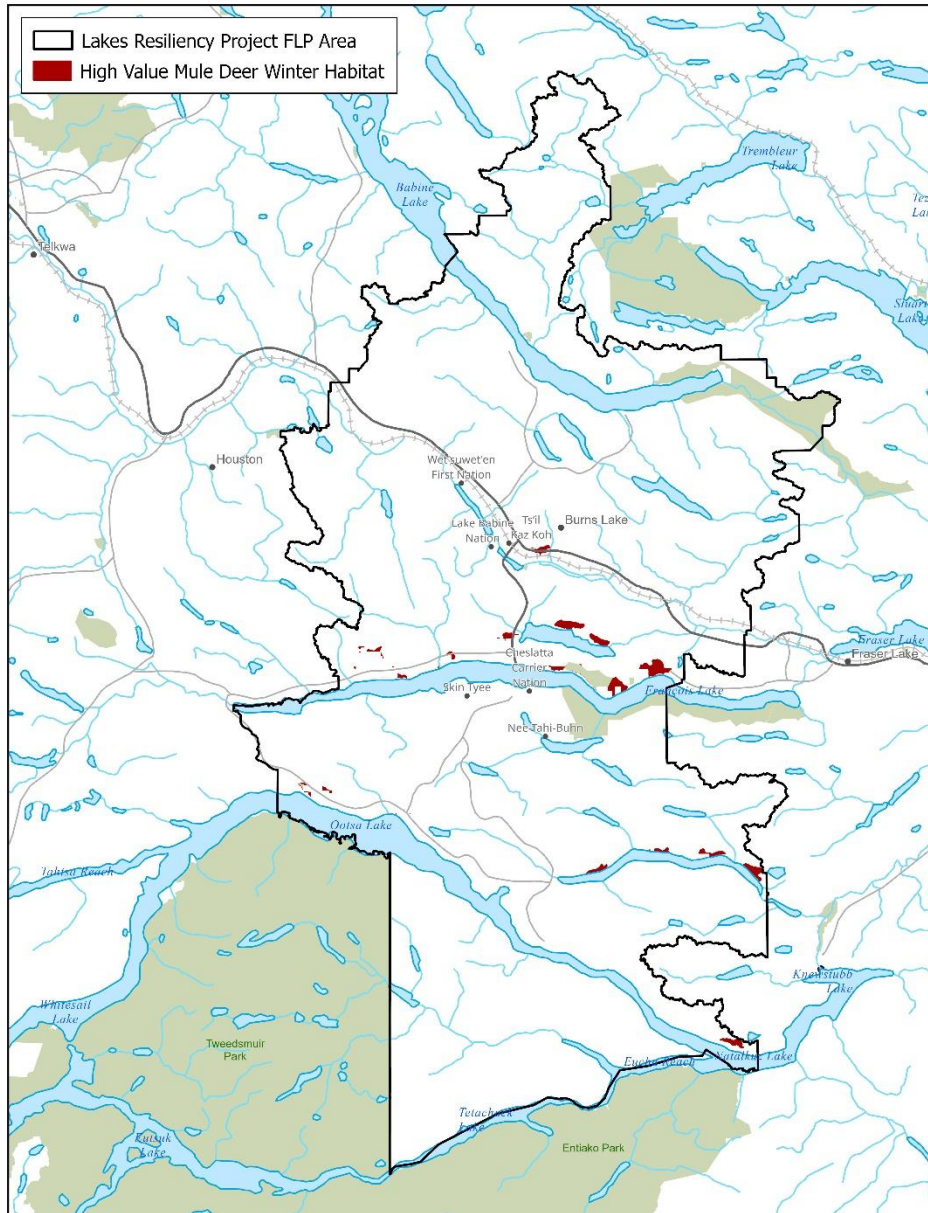 Lakes Resiliency Project FLP Area
High Value Mule Deer Winter Habitat
Trembleur
Lake
Babine
Lake
Telkwa
Stuart
Lake
Houston
Wet'suwet'en
First Nation
Lake Babine
Nation
Ts'il
Kaz Koh
Burns Lake
Fraser Lake
Fraser Lake
Cheslatta
Carrier
Nation
Skin Tyee
François Lake
Nee-Tahi-Buhn
Ootsa Lake
Tahtsa Reach
Knewstubb
Lake
Whitesail
Lake
Tweedsmuir
Park
Natalkuz Lake
Euchu Reach
Tetachuck
Lake
Eutsuk
Lake
Entiako Park